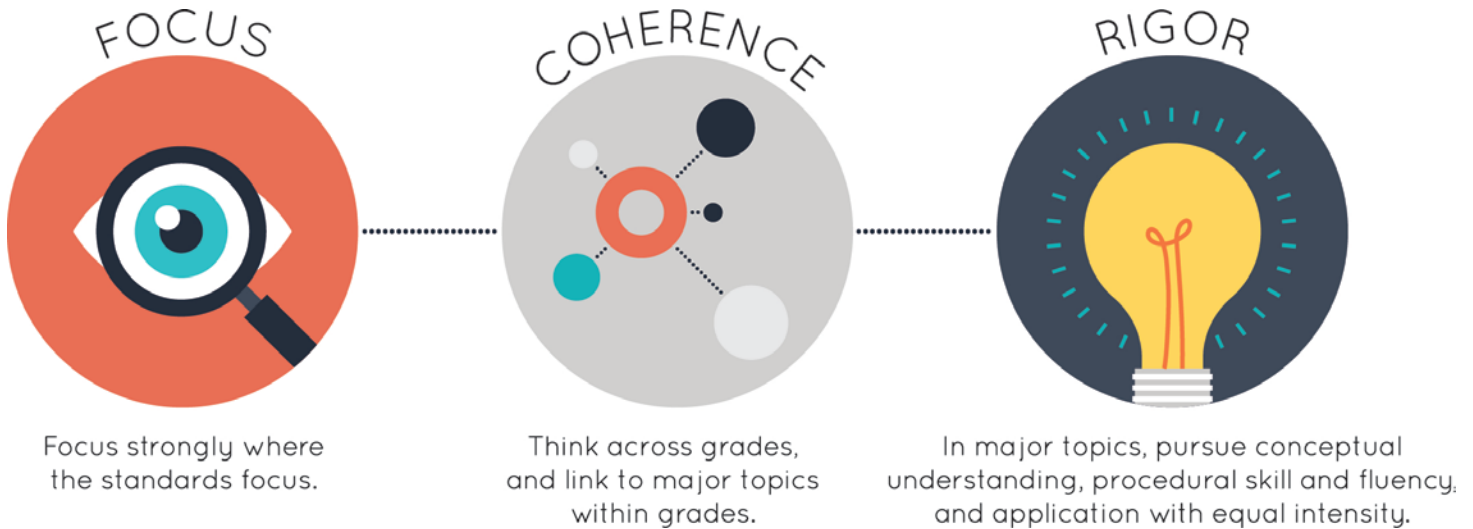 FOCUS
COHERENCE
RIGOR
Focus strongly where
the standards focus.
Think across grades,
and link to major topics
within grades.
In major topics, pursue conceptual
understanding, procedural skill and fluency,
and application with equal intensity.